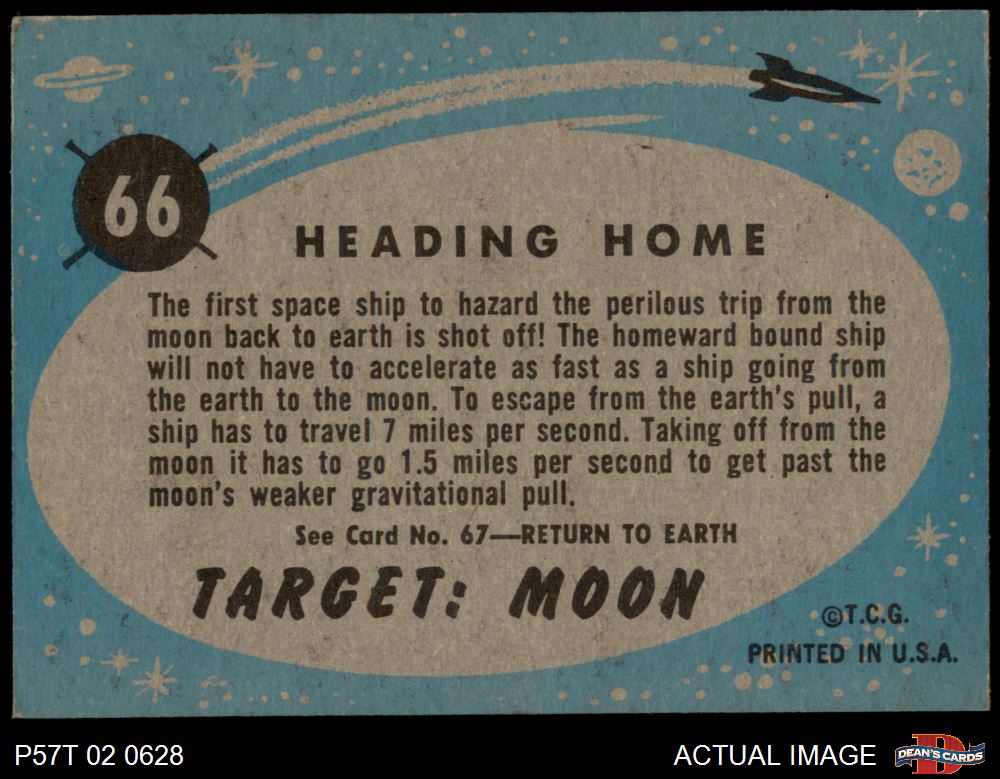 66
HEADING HOME
The first space ship to hazard the perilous trip from the
moon back to earth is shot off! The homeward bound ship
will not have to accelerate as fast as a ship going from
the earth to the moon. To escape from the earth's pull, a
ship has to travel 7 miles per second. Taking off from the
moon it has to go 1.5 miles per second to get past the
moon's weaker gravitational pull.
See Card No. 67—RETURN TO EARTH
TARGET: MOON
©T.C.G.
PRINTED IN U.S.A.
P57T 02 0628
ACTUAL IMAGE
D
DEAN'S CARDS